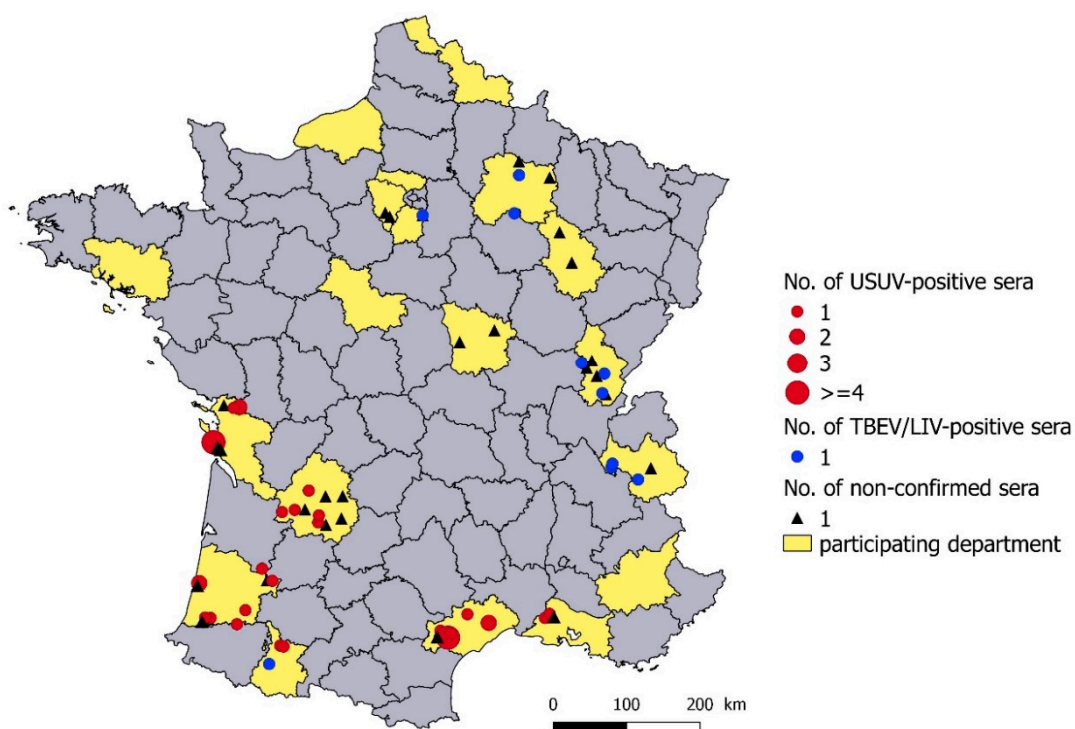 No. of USUV-positive sera
1
2
3
>=4
No. of TBEV/LIV-positive sera
1
No. of non-confirmed sera
1
participating department
0 100 200 km